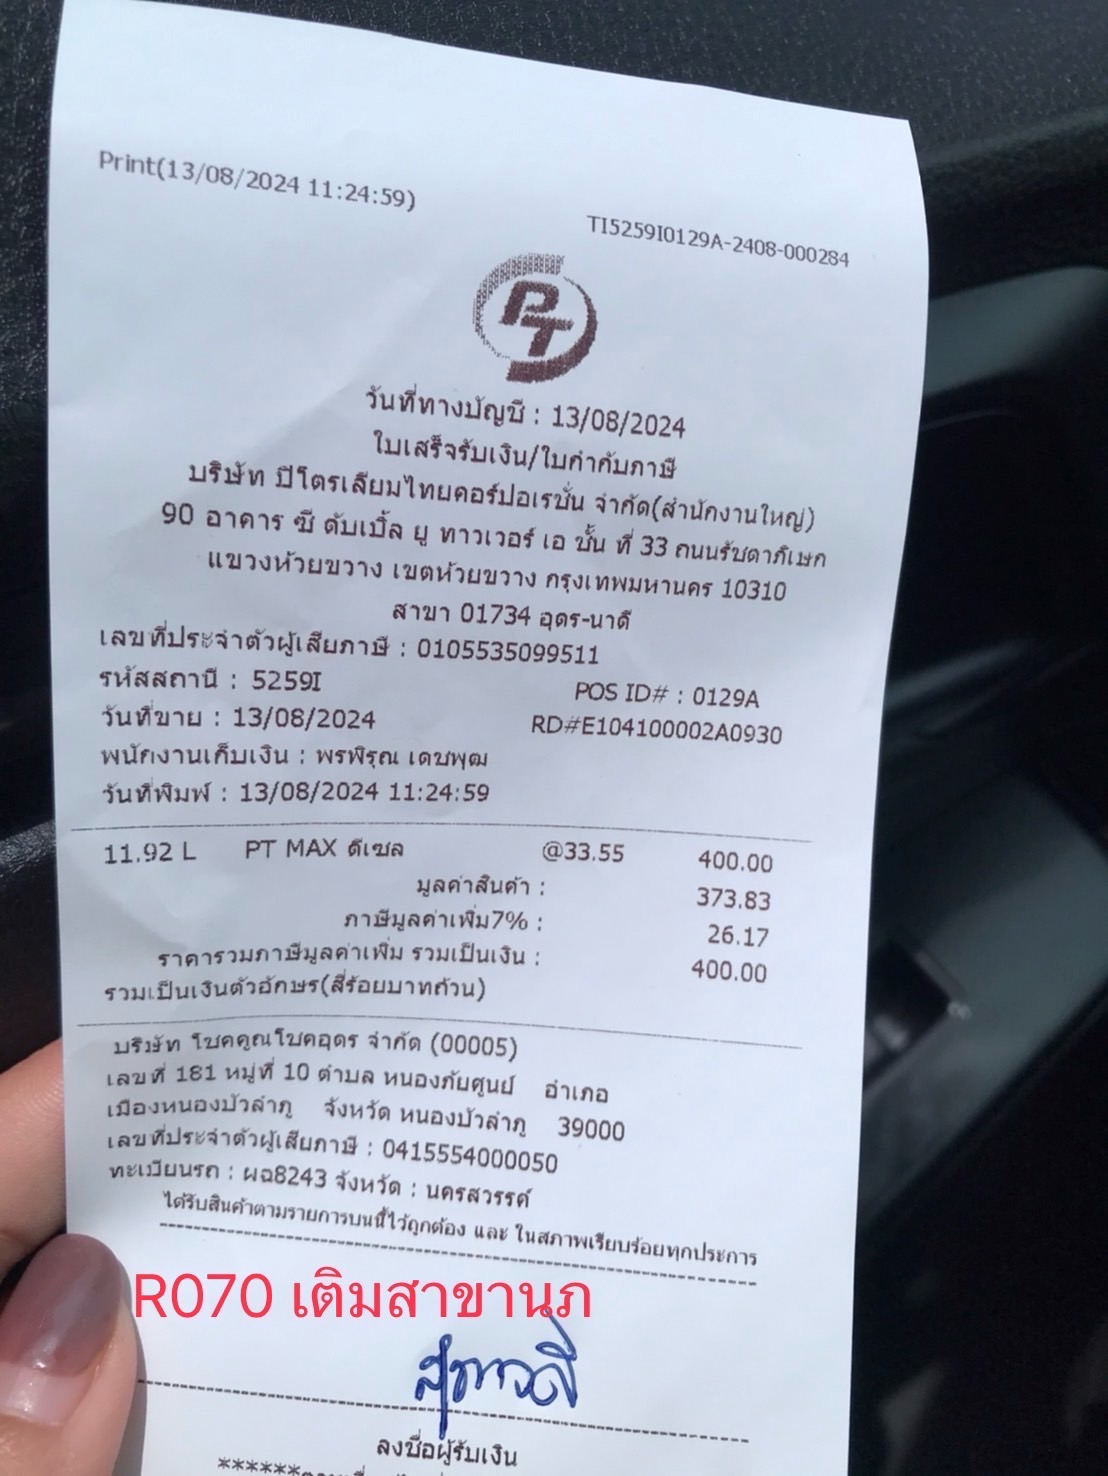 Print(13/08/2024 11:24:59)
TI5259I0129A-2408-000284
PT
วันที่ทางบัญชี : 13/08/2024
ใบเสร็จรับเงิน/ใบกำกับภาษี
บริษัท ปิโตรเลียมไทยคอร์ปอเรชั่น จำกัด(สำนักงานใหญ่)
90 อาคาร ซี ดับเบิ้ล ยู ทาวเวอร์ เอ ชั้น ที่ 33 ถนนรัชดาภิเษก
แขวงห้วยขวาง เขตห้วยขวาง กรุงเทพมหานคร 10310
สาขา 01734 อุดร-นาดี
เลขที่ประจำตัวผู้เสียภาษี : 0105535099511
รหัสสถานี : 5259I POS ID# : 0129A
วันที่ขาย : 13/08/2024 RD#E104100002A0930
พนักงานเก็บเงิน : พรพิรุณ เดชพุฒ
วันที่พิมพ์ : 13/08/2024 11:24:59
11.92 L PT MAX ดีเซล @33.55 400.00
มูลค่าสินค้า : 373.83
ภาษีมูลค่าเพิ่ม7% : 26.17
ราคารวมภาษีมูลค่าเพิ่ม รวมเป็นเงิน : 400.00
รวมเป็นเงินตัวอักษร(สี่ร้อยบาทถ้วน)
บริษัท โชคคูณโชคอุดร จำกัด (00005)
เลขที่ 181 หมู่ที่ 10 ตำบล หนองภัยศูนย์ อำเภอ
เมืองหนองบัวลำภู จังหวัด หนองบัวลำภู 39000
เลขที่ประจำตัวผู้เสียภาษี : 0415554000050
ทะเบียนรถ : ผฉ8243 จังหวัด : นครสวรรค์
ได้รับสินค้าตามรายการบนนี้ไว้ถูกต้อง และ ในสภาพเรียบร้อยทุกประการ
R070 เติมสาขานภ
สุภาวดี
ลงชื่อผู้รับเงิน